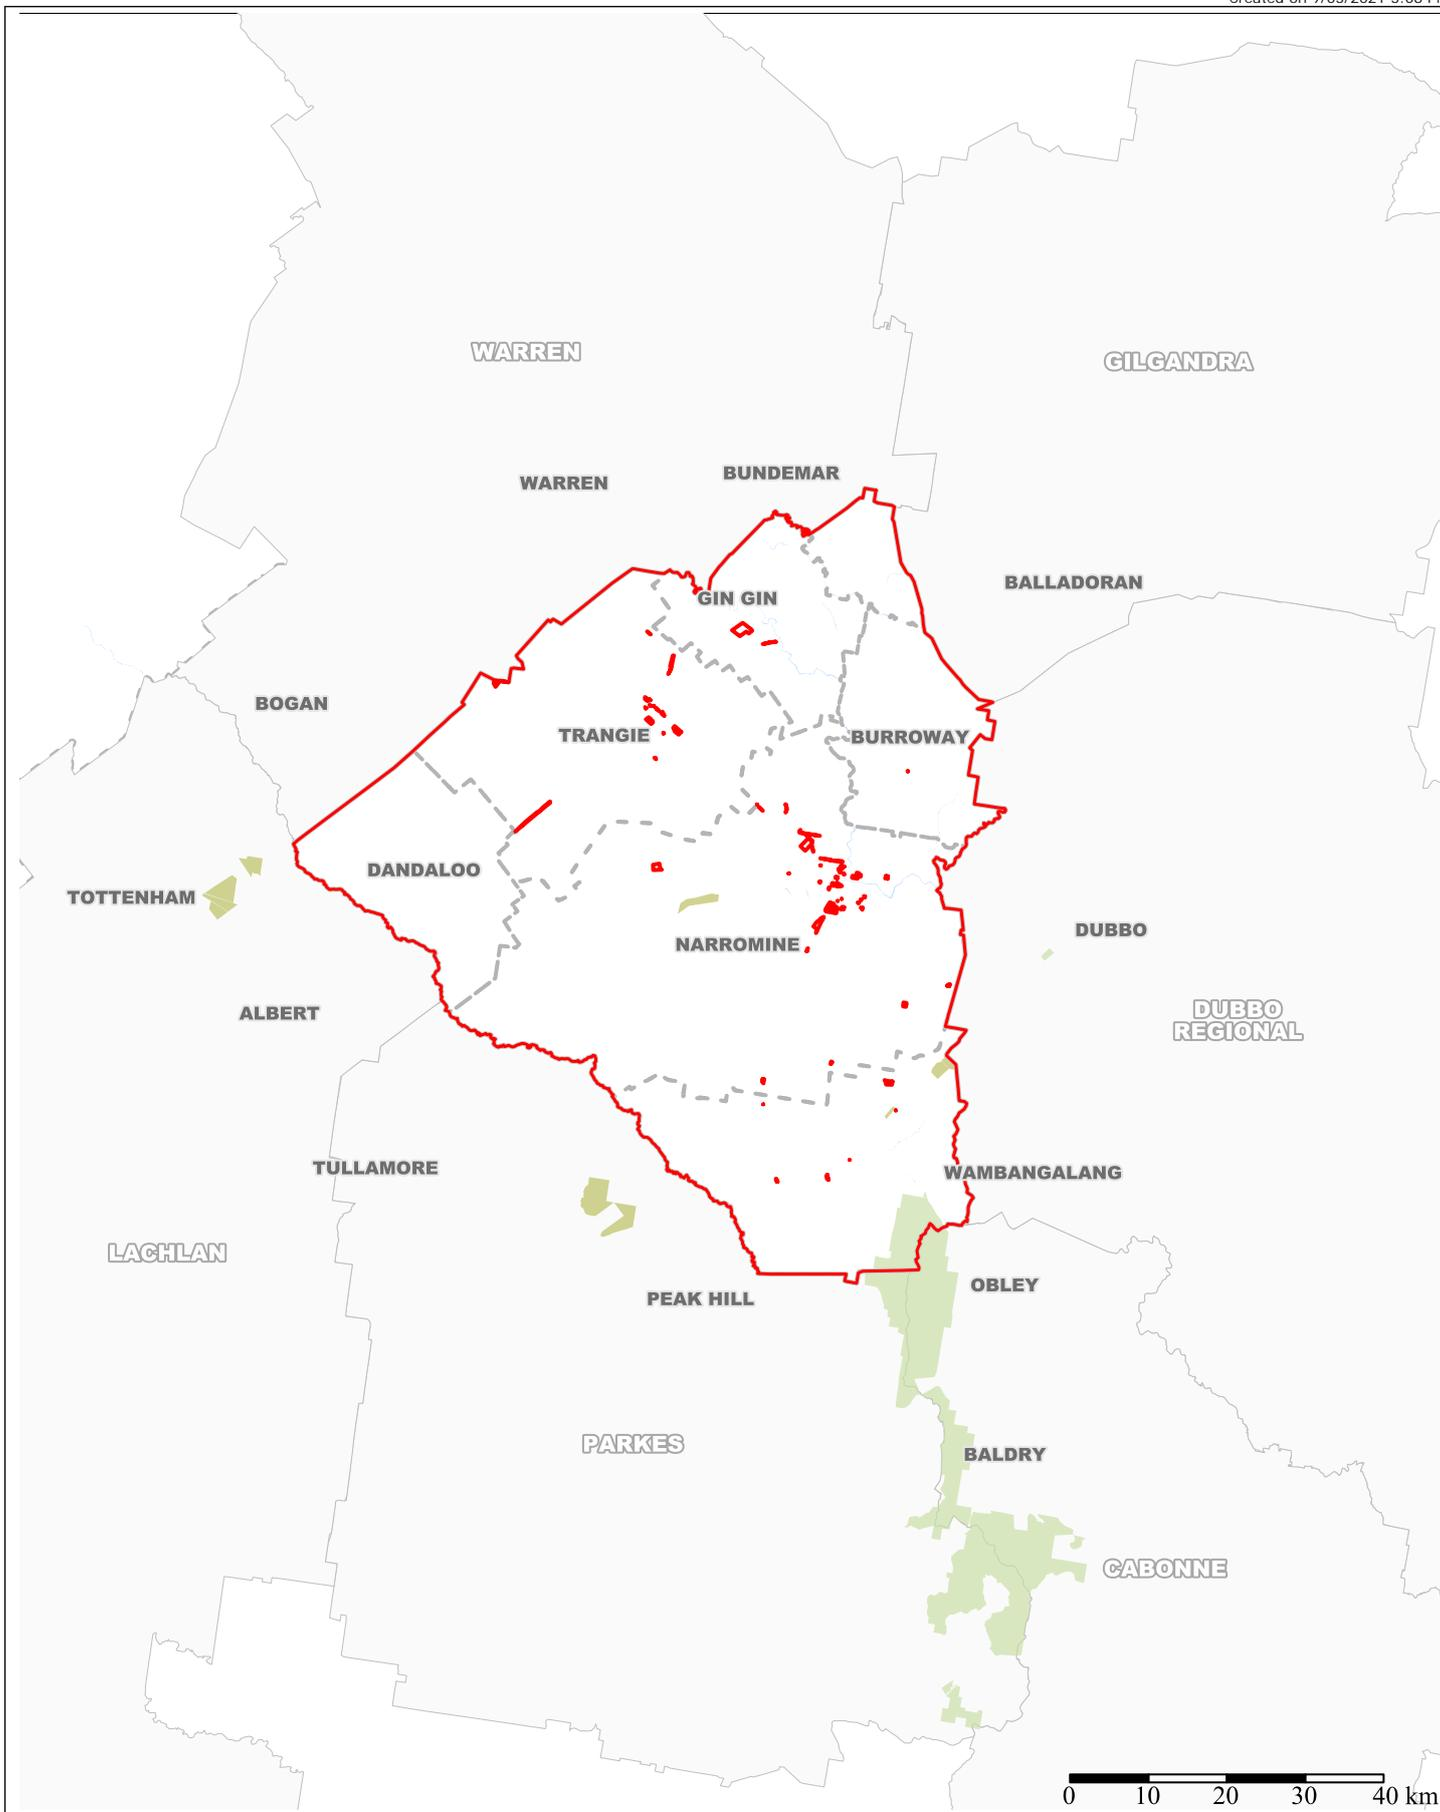 WARREN
GILGANDRA
WARREN
BUNDEMAR
BALLADORAN
GIN GIN
BOGAN
TRANGIE
BURROWAY
DANDALOO
TOTTENHAM
NARROMINE
DUBBO
ALBERT
DUBBO
REGIONAL
TULLAMORE
WAMBANGALANG
LACHLAN
OBLEY
PEAK HILL
PARKES
BALDRY
CABONNE
0 10 20 30 40 km